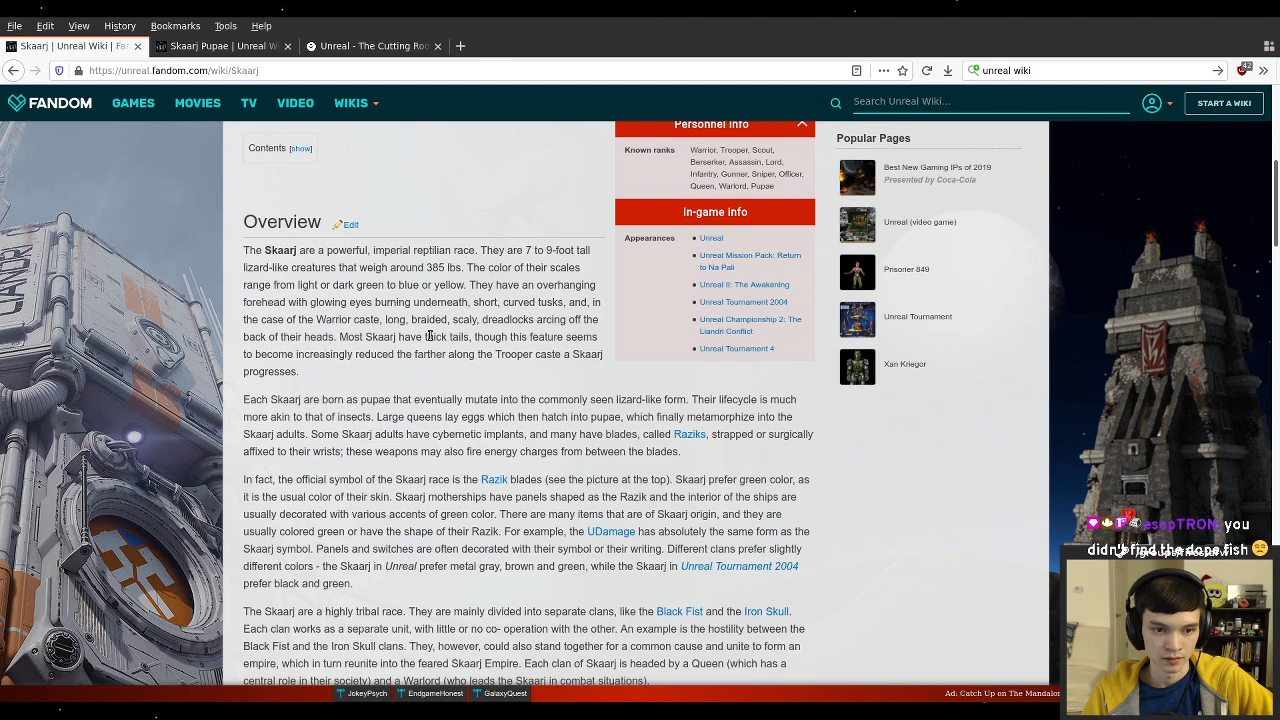 File Edit View History Bookmarks Tools Help
Skaarj | Unreal Wiki | Fan
Skaarj Pupae | Unreal W
Unreal - The Cutting Roo
https://unreal.fandom.com/wiki/Skaarj
unreal wiki
42
FANDOM
GAMES MOVIES TV VIDEO WIKIS
Search Unreal Wiki...
START A WIKI
Contents [show]
Overview Edit
The Skaarj are a powerful, imperial reptilian race. They are 7 to 9-foot tall
lizard-like creatures that weigh around 385 lbs. The color of their scales
range from light or dark green to blue or yellow. They have an overhanging
forehead with glowing eyes burning underneath, short, curved tusks, and, in
the case of the Warrior caste, long, braided, scaly, dreadlocks arcing off the
back of their heads. Most Skaarj have thick tails, though this feature seems
to become increasingly reduced the farther along the Trooper caste a Skaarj
progresses.
Personnel info
Known ranks
Warrior, Trooper, Scout,
Berserker, Assassin, Lord,
Infantry, Gunner, Sniper, Officer,
Queen, Warlord, Pupae
In-game info
Appearances
Unreal
Unreal Mission Pack: Return
to Na Pali
Unreal II: The Awakening
Unreal Tournament 2004
Unreal Championship 2: The
Liandri Conflict
Unreal Tournament 4
Each Skaarj are born as pupae that eventually mutate into the commonly seen lizard-like form. Their lifecycle is much
more akin to that of insects. Large queens lay eggs which then hatch into pupae, which finally metamorphize into the
Skaarj adults. Some Skaarj adults have cybernetic implants, and many have blades, called Raziks, strapped or surgically
affixed to their wrists; these weapons may also fire energy charges from between the blades.
In fact, the official symbol of the Skaarj race is the Razik blades (see the picture at the top). Skaarj prefer green color, as
it is the usual color of their skin. Skaarj motherships have panels shaped as the Razik and the interior of the ships are
usually decorated with various accents of green color. There are many items that are of Skaarj origin, and they are
usually colored green or have the shape of their Razik. For example, the UDamage has absolutely the same form as the
Skaarj symbol. Panels and switches are often decorated with them symbol or their writing. Different clans prefer slightly
different colors - the Skaarj in Unreal prefer metal gray, brown and green, while the Skaarj in Unreal Tournament 2004
prefer black and green.
The Skaarj are a highly tribal race. They are mainly divided into separate clans, like the Black Fist and the Iron Skull.
Each clan works as a separate unit, with little or no co- operation with the other. An example is the hostility between the
Black Fist and the Iron Skull clans. They, however, could also stand together for a common cause and unite to form an
empire, which in turn reunite into the feared Skaarj Empire. Each clan of Skaarj is headed by a Queen (which has a
central role in their society) and a Warlord (who leads the Skaarj in combat situations).
Popular Pages
Best New Gaming IPs of 2019
Presented by Coca-Cola
Unreal (video game)
Prisoner 849
Unreal Tournament
Xan Kriegor
esopTRON you
didn't find the dope fish
JokeyPsych EndgameHonest GalaxyQuest
Ad: Catch Up on The Mandalor